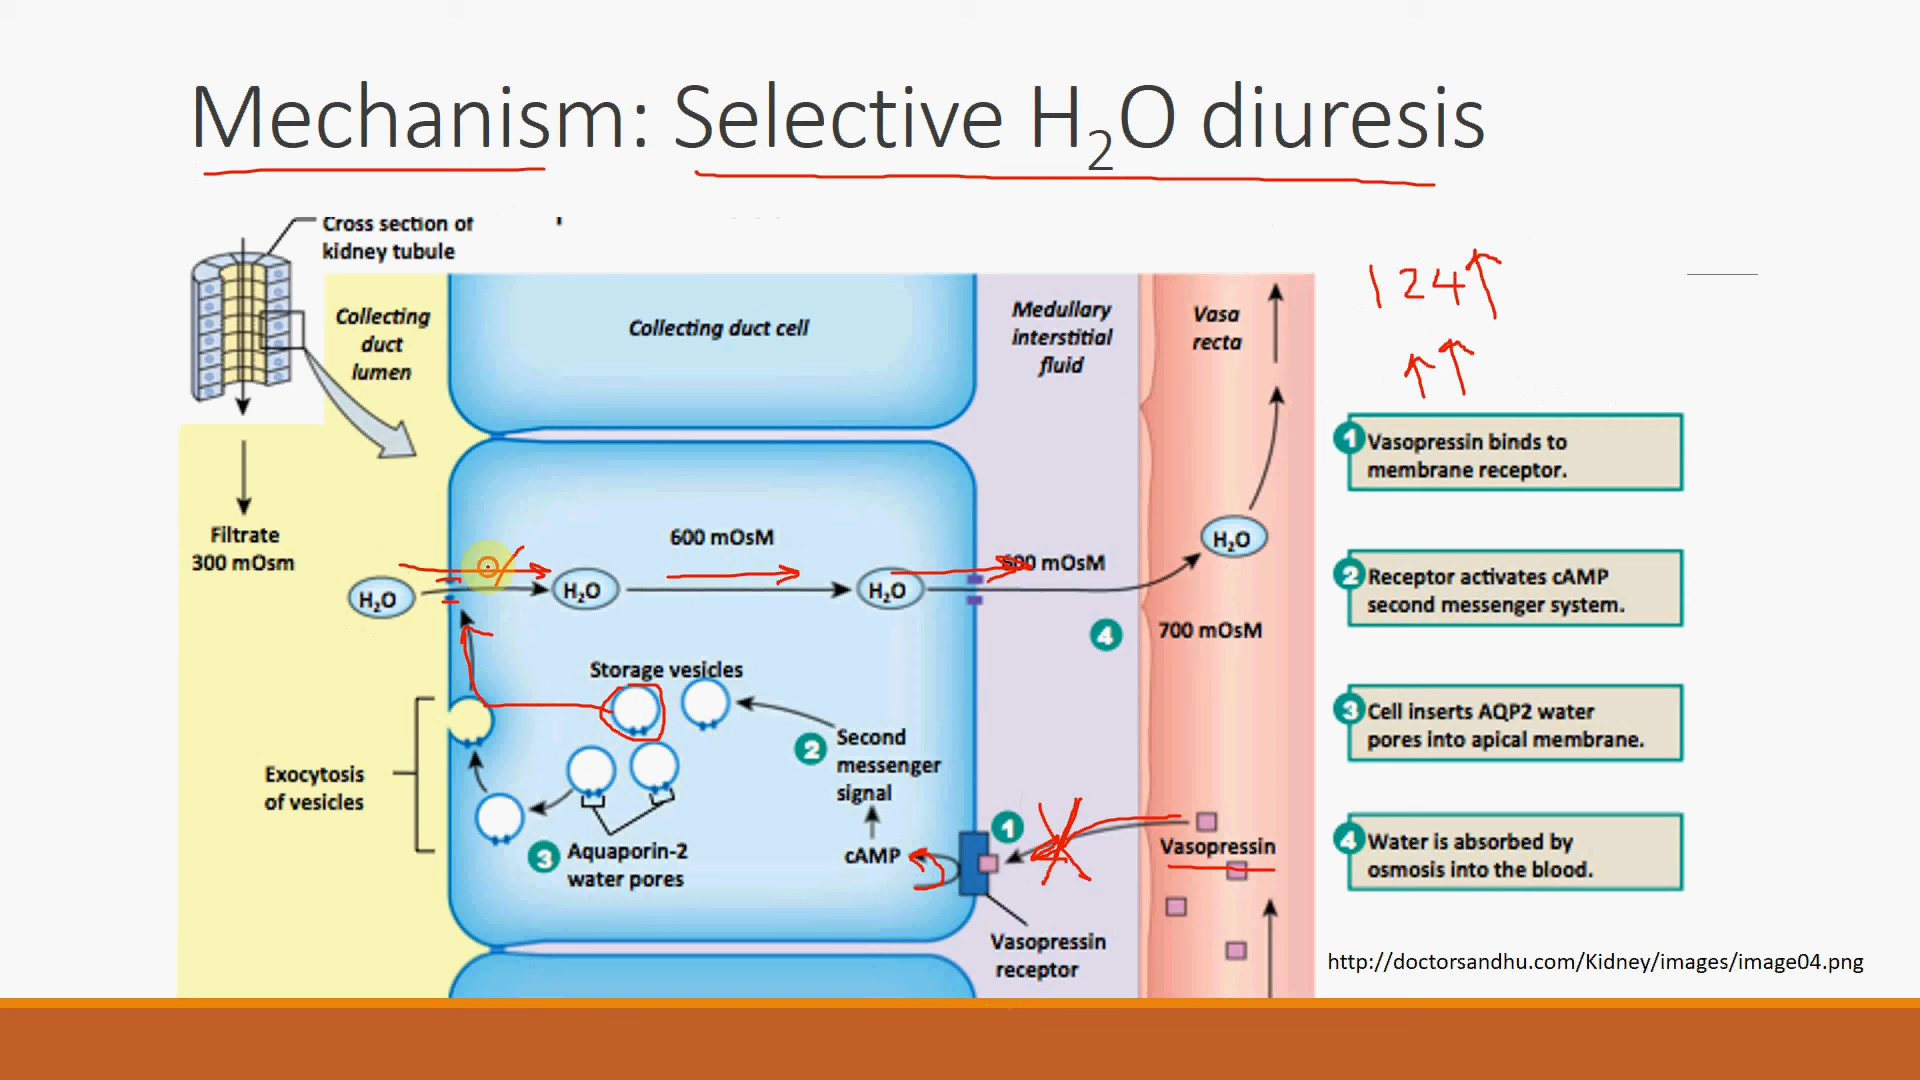 Mechanism: Selective H₂O diuresis
Cross section of
kidney tubule
Collecting
duct
lumen
Collecting duct cell
Medullary
interstitial
fluid
Vasa
recta
124↑
↑↑
Filtrate
300 mOsm
H₂O
H₂O
600 mOsM
H₂O
mOsM
H₂O
700 mOsM
4
Storage vesicles
2
Second
messenger
signal
cAMP
Exocytosis
of vesicles
3
Aquaporin-2
water pores
1
Vasopressin
Vasopressin
receptor
1 Vasopressin binds to
membrane receptor.
2 Receptor activates cAMP
second messenger system.
3 Cell inserts AQP2 water
pores into apical membrane.
4 Water is absorbed by
osmosis into the blood.
http://doctorsandhu.com/Kidney/images/image04.png